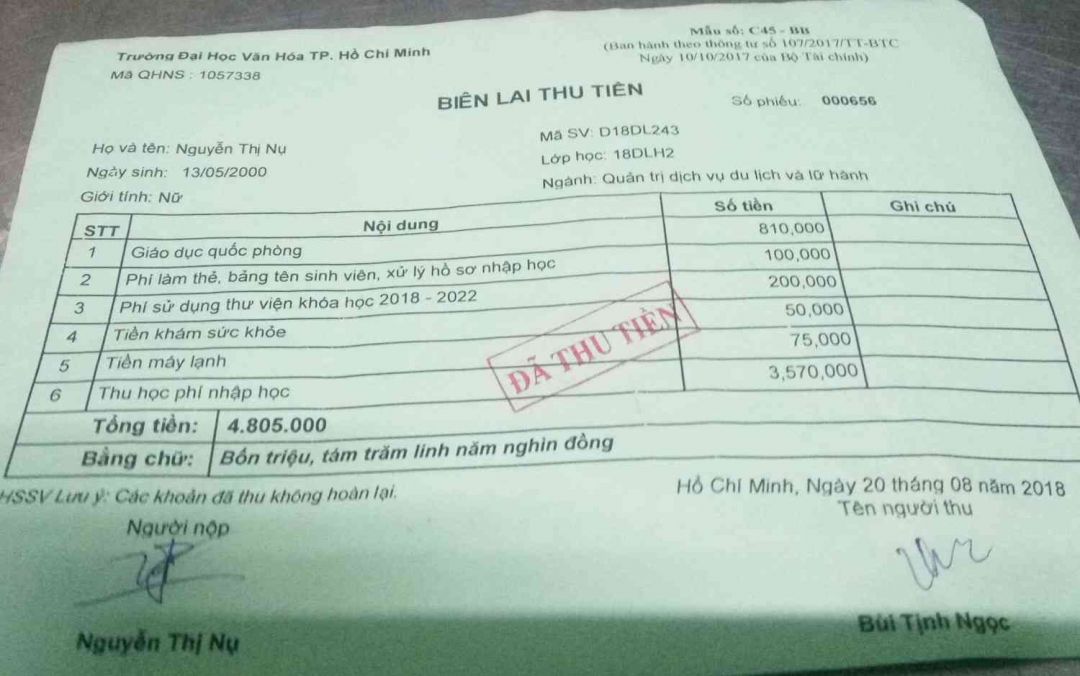 Trường Đại Học Văn Hóa TP. Hồ Chí Minh
Mã QHNS : 1057338
Mẫu số: C45 - BB
(Ban hành theo thông tư số 107/2017/TT-BTC
Ngày 10/10/2017 của Bộ Tài chính)
BIÊN LAI THU TIỀN
Số phiếu: 000656
Họ và tên: Nguyễn Thị Nụ
Mã SV: D18DL243
Ngày sinh: 13/05/2000
Lớp học: 18DLH2
Giới tính: Nữ
Ngành: Quản trị dịch vụ du lịch và lữ hành
STT Nội dung Số tiền Ghi chú
1 Giáo dục quốc phòng 810,000
2 Phí làm thẻ, bảng tên sinh viên, xử lý hồ sơ nhập học 100,000
3 Phí sử dụng thư viện khóa học 2018 - 2022 200,000
4 Tiền khám sức khỏe 50,000
5 Tiền máy lạnh 75,000
6 Thu học phí nhập học 3,570,000
ĐÃ THU TIỀN
Tổng tiền: 4.805.000
Bằng chữ: Bốn triệu, tám trăm linh năm nghìn đồng
HSSV Lưu ý: Các khoản đã thu không hoàn lại.
Hồ Chí Minh, Ngày 20 tháng 08 năm 2018
Người nộp
Tên người thu
Nguyễn Thị Nụ
Bùi Tịnh Ngọc